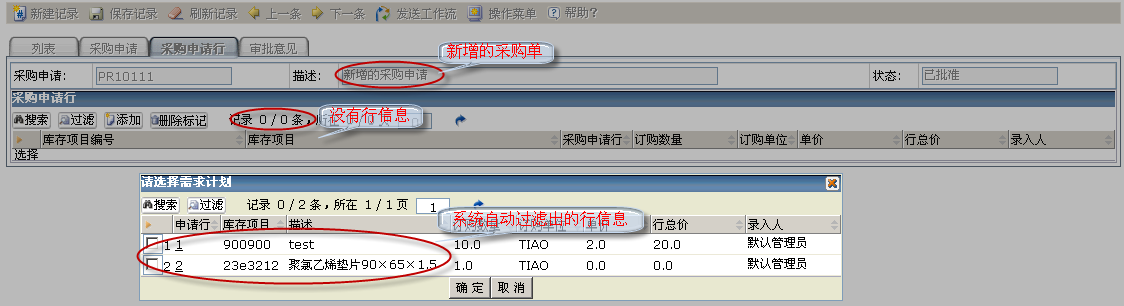 新建记录 保存记录 刷新记录 上一条 下一条 发送工作流 操作菜单 帮助?
列表 采购申请 采购申请行 审批意见
新增的采购单
采购申请: PR10111 描述: 新增的采购申请 状态: 已批准
采购申请行
搜索 过滤 添加 删除标记 记录 0 / 0 条,
没有行信息
库存项目编号 库存项目 采购申请行 订购数量 订购单位 单价 行总价 录入人
选择
请选择需求计划
搜索 过滤 记录 0 / 2 条,所在 1 / 1 页 1
系统自动过滤出的行信息
申请行 库存项目 描述 订购数量 订购单位 单价 行总价 录入人
1 1 900900 test 10.0 TIAO 2.0 20.0 默认管理员
2 2 23e3212 聚氯乙烯垫片90×65×1.5 1.0 TIAO 0.0 0.0 默认管理员
确 定 取 消